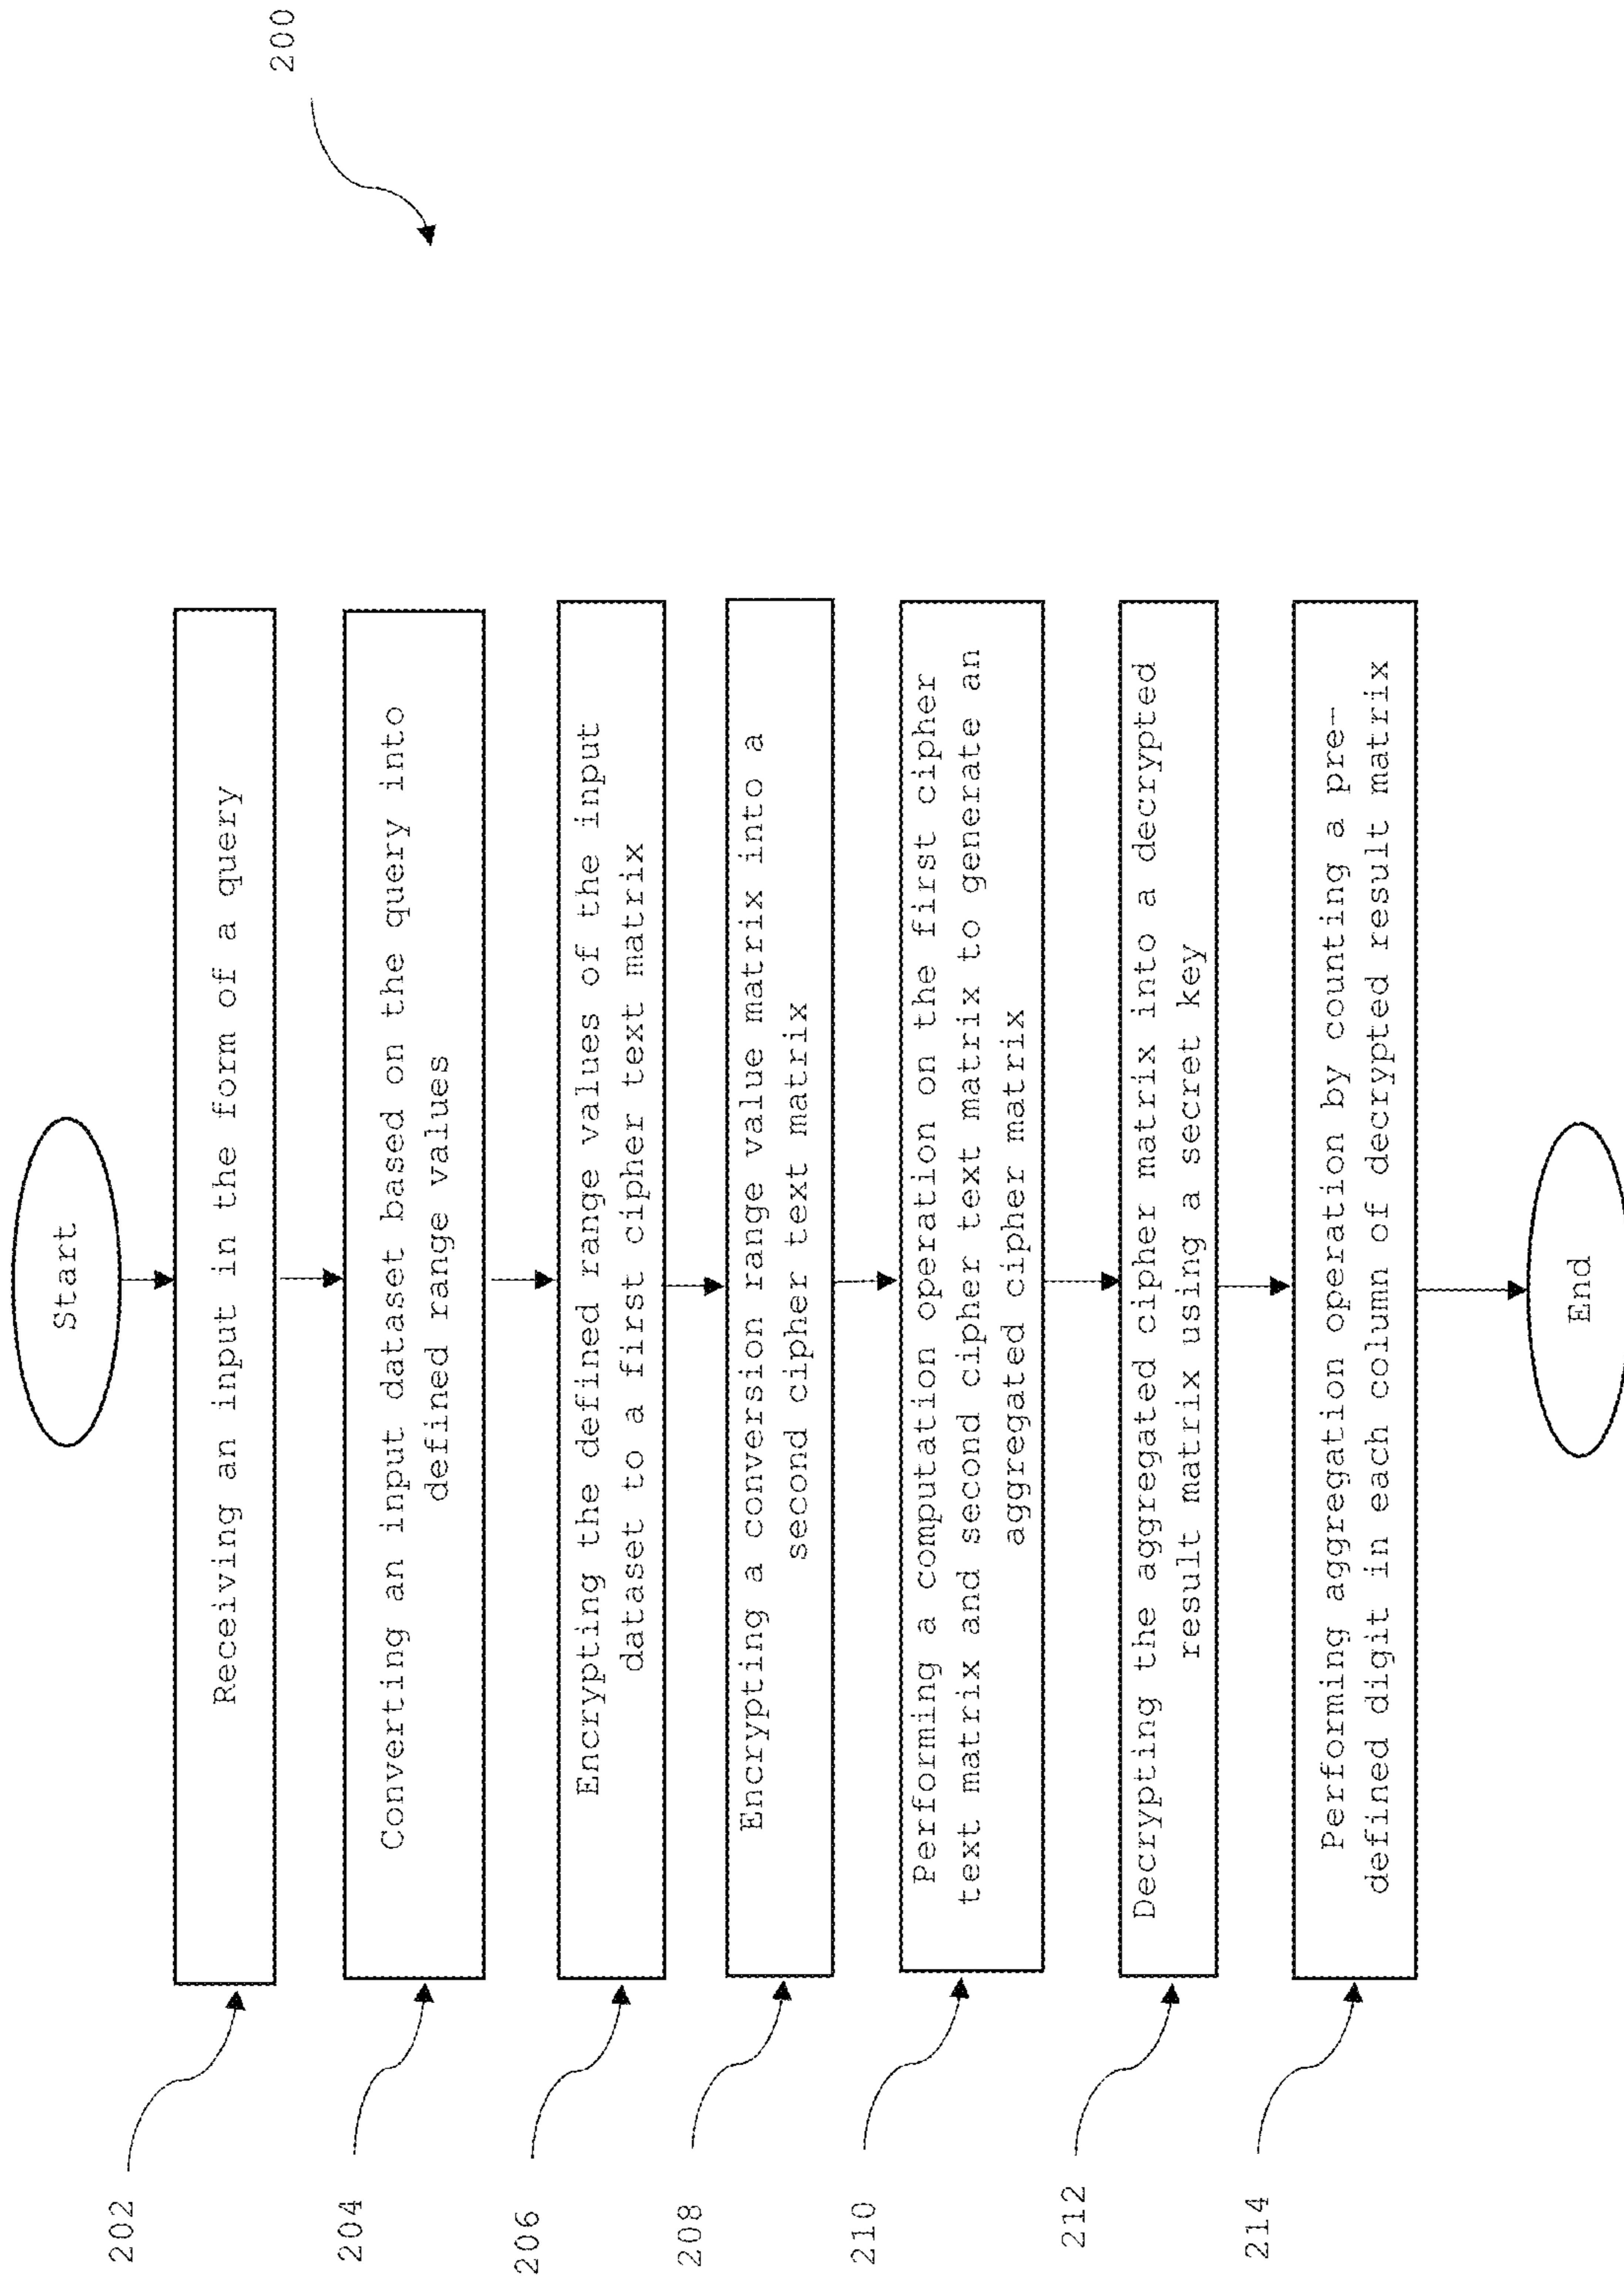 200
Start
202
Receiving an input in the form of a query
204
Converting an input dataset based on the query into
defined range values
206
Encrypting the defined range values of the input
dataset to a first cipher text matrix
208
Encrypting a conversion range value matrix into a
second cipher text matrix
210
Performing a computation operation on the first cipher
text matrix and second cipher text matrix to generate an
aggregated cipher matrix
212
Decrypting the aggregated cipher matrix into a decrypted
result matrix using a secret key
214
Performing aggregation operation by counting a pre-
defined digit in each column of decrypted result matrix
End